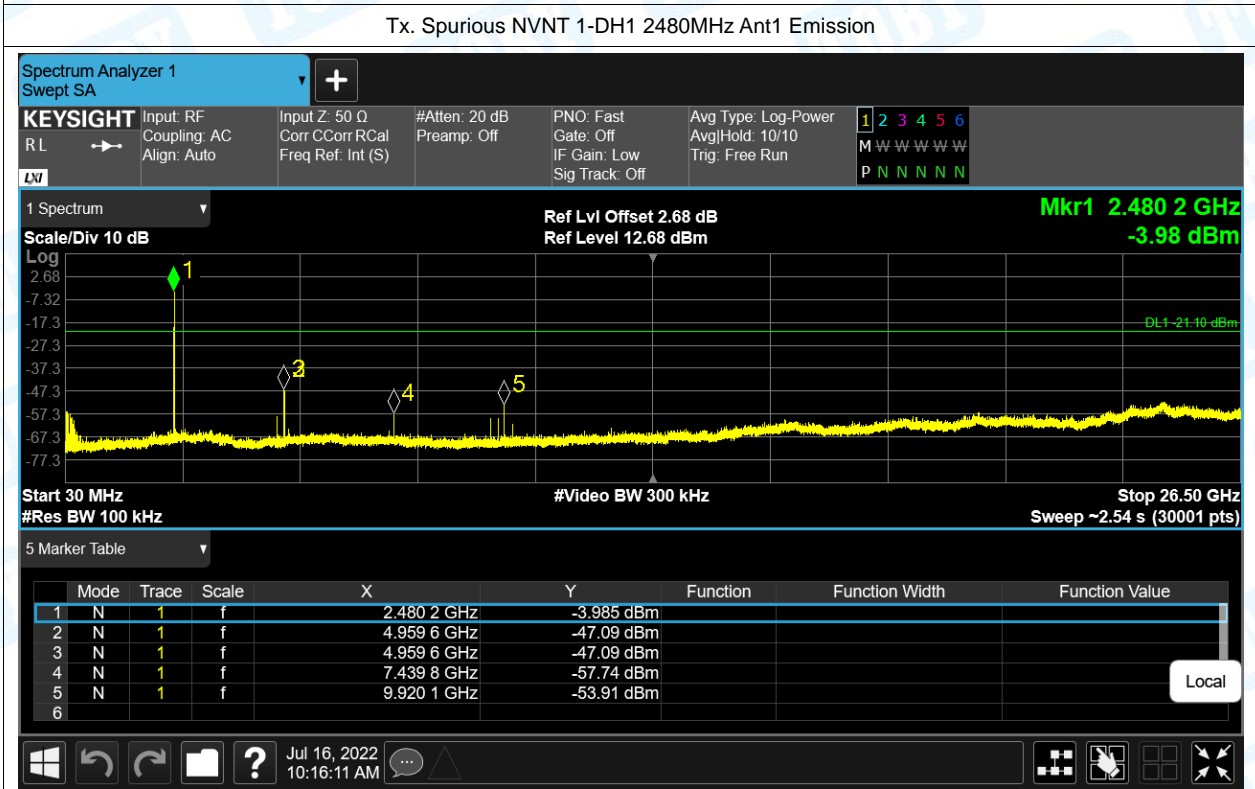 Tx. Spurious NVNT 1-DH1 2480MHz Ant1 Emission
Spectrum Analyzer 1
Swept SA
KEYSIGHT Input: RF Input Z: 50 Ω #Atten: 20 dB PNO: Fast Avg Type: Log-Power 1 2 3 4 5 6
RL Coupling: AC Corr CCorr RCal Preamp: Off Gate: Off Avg|Hold: 10/10 M W W W W W
Align: Auto Freq Ref: Int (S) IF Gain: Low Trig: Free Run
LXI Sig Track: Off P N N N N N
1 Spectrum Ref Lvl Offset 2.68 dB Mkr1 2.480 2 GHz
Scale/Div 10 dB Ref Level 12.68 dBm -3.98 dBm
Log
1
2.68
-7.32
-17.3 DL1 -21.10 dBm
-27.3
-37.3 3
-47.3 4 5
-57.3
-67.3
-77.3
Start 30 MHz #Video BW 300 kHz Stop 26.50 GHz
#Res BW 100 kHz Sweep ~2.54 s (30001 pts)
5 Marker Table
Mode Trace Scale X Y Function Function Width Function Value
1 N 1 f 2.480 2 GHz -3.985 dBm
2 N 1 f 4.959 6 GHz -47.09 dBm
3 N 1 f 4.959 6 GHz -47.09 dBm
4 N 1 f 7.439 8 GHz -57.74 dBm
5 N 1 f 9.920 1 GHz -53.91 dBm
6
Local
? Jul 16, 2022
10:16:11 AM